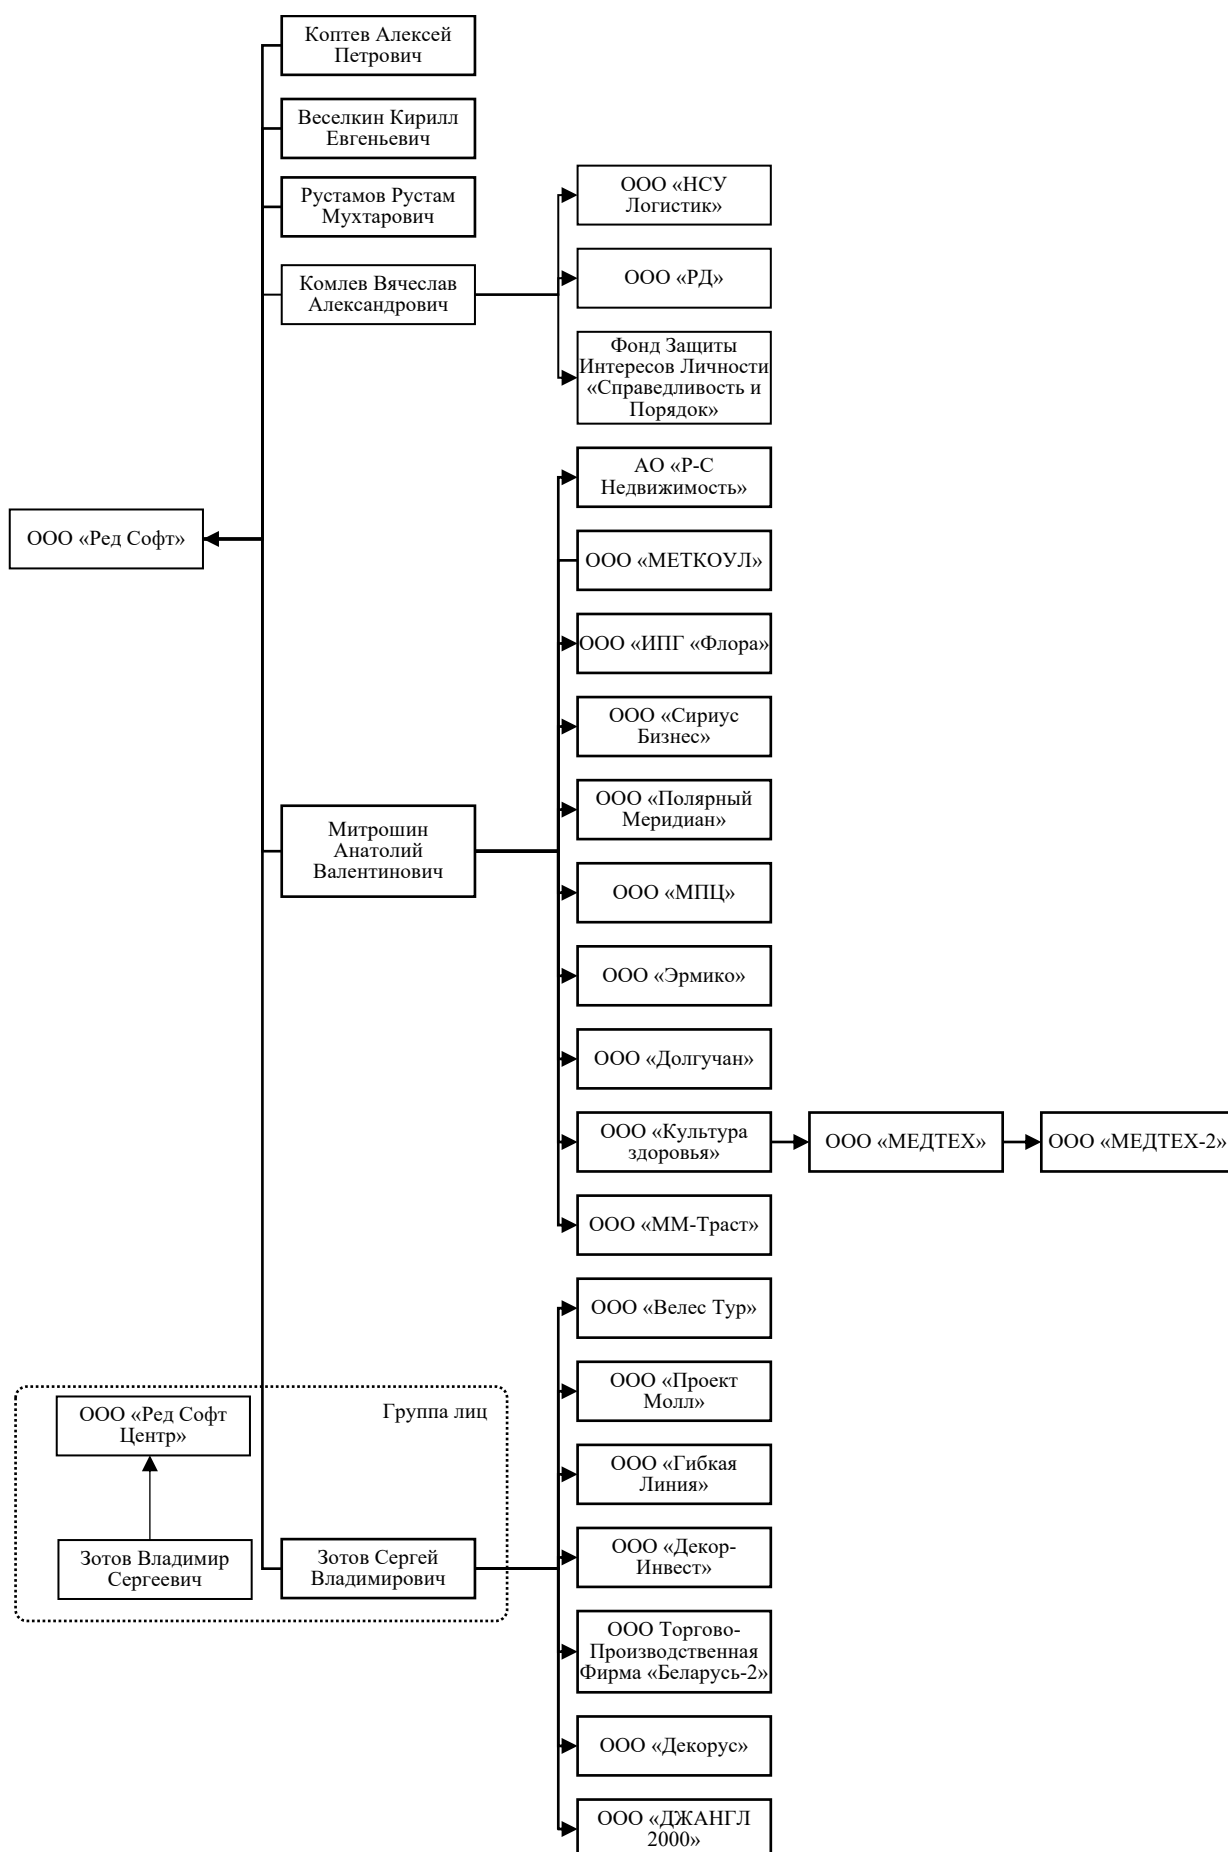 Коптев Алексей
Петрович
Веселкин Кирилл
Евгеньевич
Рустамов Рустам
Мухтарович
Комлев Вячеслав
Александрович
ООО «НСУ
Логистик»
ООО «РД»
Фонд Защиты
Интересов Личности
«Справедливость и
Порядок»
ООО «Ред Софт»
АО «Р-С
Недвижимость»
ООО «МЕТКОУЛ»
ООО «ИПГ «Флора»
ООО «Сириус
Бизнес»
ООО «Полярный
Меридиан»
Митрошин
Анатолий
Валентинович
ООО «МПЦ»
ООО «Эрмико»
ООО «Долгучан»
ООО «Культура
здоровья»
ООО «МЕДТЕХ»
ООО «МЕДТЕХ-2»
ООО «ММ-Траст»
ООО «Велес Тур»
ООО «Проект
Молл»
Группа лиц
ООО «Ред Софт
Центр»
ООО «Гибкая
Линия»
Зотов Владимир
Сергеевич
Зотов Сергей
Владимирович
ООО «Декор-
Инвест»
ООО Торгово-
Производственная
Фирма «Беларусь-2»
ООО «Декорус»
ООО «ДЖАНГЛ
2000»